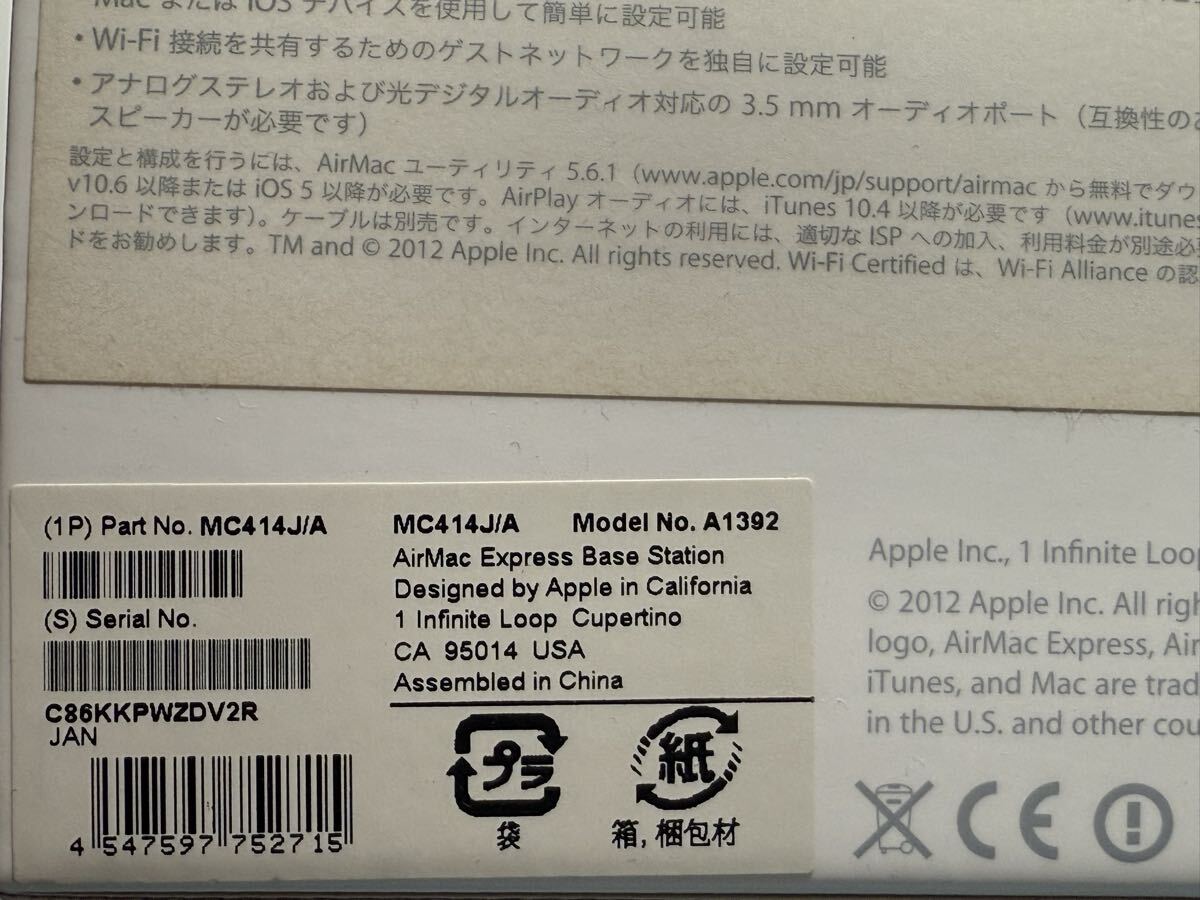 Mac または iOS デバイスを使用して簡単に設定可能
• Wi-Fi 接続を共有するためのゲストネットワークを独自に設定可能
• アナログステレオおよび光デジタルオーディオ対応の 3.5 mm オーディオポート（互換性の
スピーカーが必要です）
設定と構成を行うには、AirMac ユーティリティ 5.6.1（www.apple.com/jp/support/airmac から無料でダウ
v10.6 以降または iOS 5 以降が必要です。AirPlay オーディオには、iTunes 10.4 以降が必要です（www.itunes
ンロードできます）。ケーブルは別売です。インターネットの利用には、適切な ISP への加入、利用料金が別途必
ドをお勧めします。TM and © 2012 Apple Inc. All rights reserved. Wi-Fi Certified は、Wi-Fi Alliance の認
(1P) Part No. MC414J/A
(S) Serial No.
C86KKPWZDV2R
JAN
4 547597 752715
MC414J/A Model No. A1392
AirMac Express Base Station
Designed by Apple in California
1 Infinite Loop Cupertino
CA 95014 USA
Assembled in China
プラ
袋
紙
箱, 梱包材
Apple Inc., 1 Infinite Loop
© 2012 Apple Inc. All righ
logo, AirMac Express, Air
iTunes, and Mac are trad
in the U.S. and other cou
CE